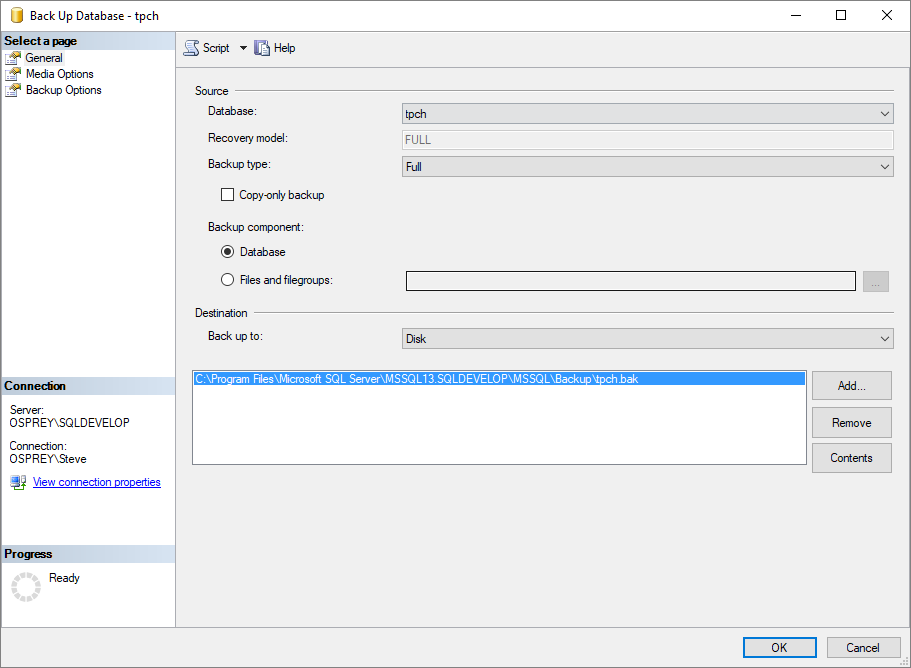 Back Up Database - tpch
Select a page
General
Media Options
Backup Options
Script
Help
Source
Database:
tpch
Recovery model:
FULL
Backup type:
Full
Copy-only backup
Backup component:
Database
Files and filegroups:
...
Destination
Back up to:
Disk
C:\Program Files\Microsoft SQL Server\MSSQL13.SQLDEVELOP\MSSQL\Backup\tpch.bak
Add...
Remove
Contents
Connection
Server:
OSPREY\SQLDEVELOP
Connection:
OSPREY\Steve
View connection properties
Progress
Ready
OK
Cancel